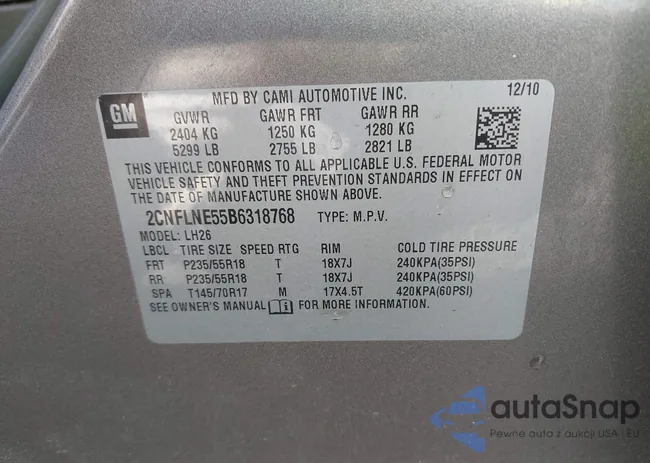 GM
MFD BY CAMI AUTOMOTIVE INC. 12/10
GVWR GAWR FRT GAWR RR
2404 KG 1250 KG 1280 KG
5299 LB 2755 LB 2821 LB
THIS VEHICLE CONFORMS TO ALL APPLICABLE U.S. FEDERAL MOTOR
VEHICLE SAFETY AND THEFT PREVENTION STANDARDS IN EFFECT ON
THE DATE OF MANUFACTURE SHOWN ABOVE.
2CNFLNE55B6318768 TYPE: M.P.V.
MODEL: LH26
LBCL TIRE SIZE SPEED RTG RIM COLD TIRE PRESSURE
FRT P235/55R18 T 18X7J 240KPA(35PSI)
RR P235/55R18 T 18X7J 240KPA(35PSI)
SPA T145/70R17 M 17X4.5T 420KPA(60PSI)
SEE OWNER'S MANUAL i FOR MORE INFORMATION.
autaSnap
Pewne auta z aukcji USA i EU